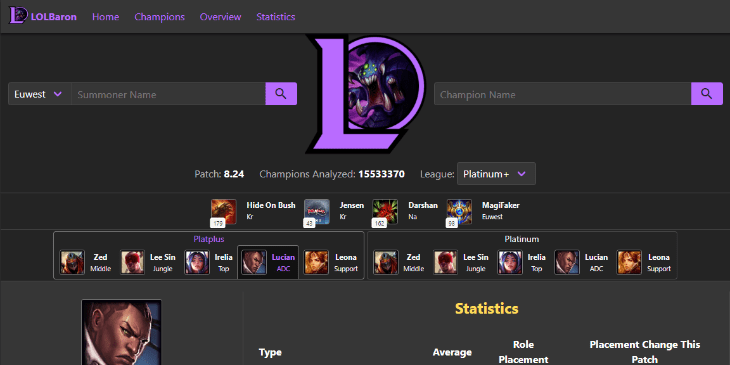 LOLBaron Home Champions Overview Statistics
Euwest Summoner Name Champion Name
Patch: 8.24 Champions Analyzed: 15533370 League: Platinum+
Hide On Bush Jensen Darshan MagiFaker
Kr Kr Na Euwest
179 48 162 98
Platplus Platinum
Zed Lee Sin Irelia Lucian Leona Zed Lee Sin Irelia Lucian Leona
Middle Jungle Top ADC Support Middle Jungle Top ADC Support
Statistics
Type Average Role Placement Change This
Placement Patch